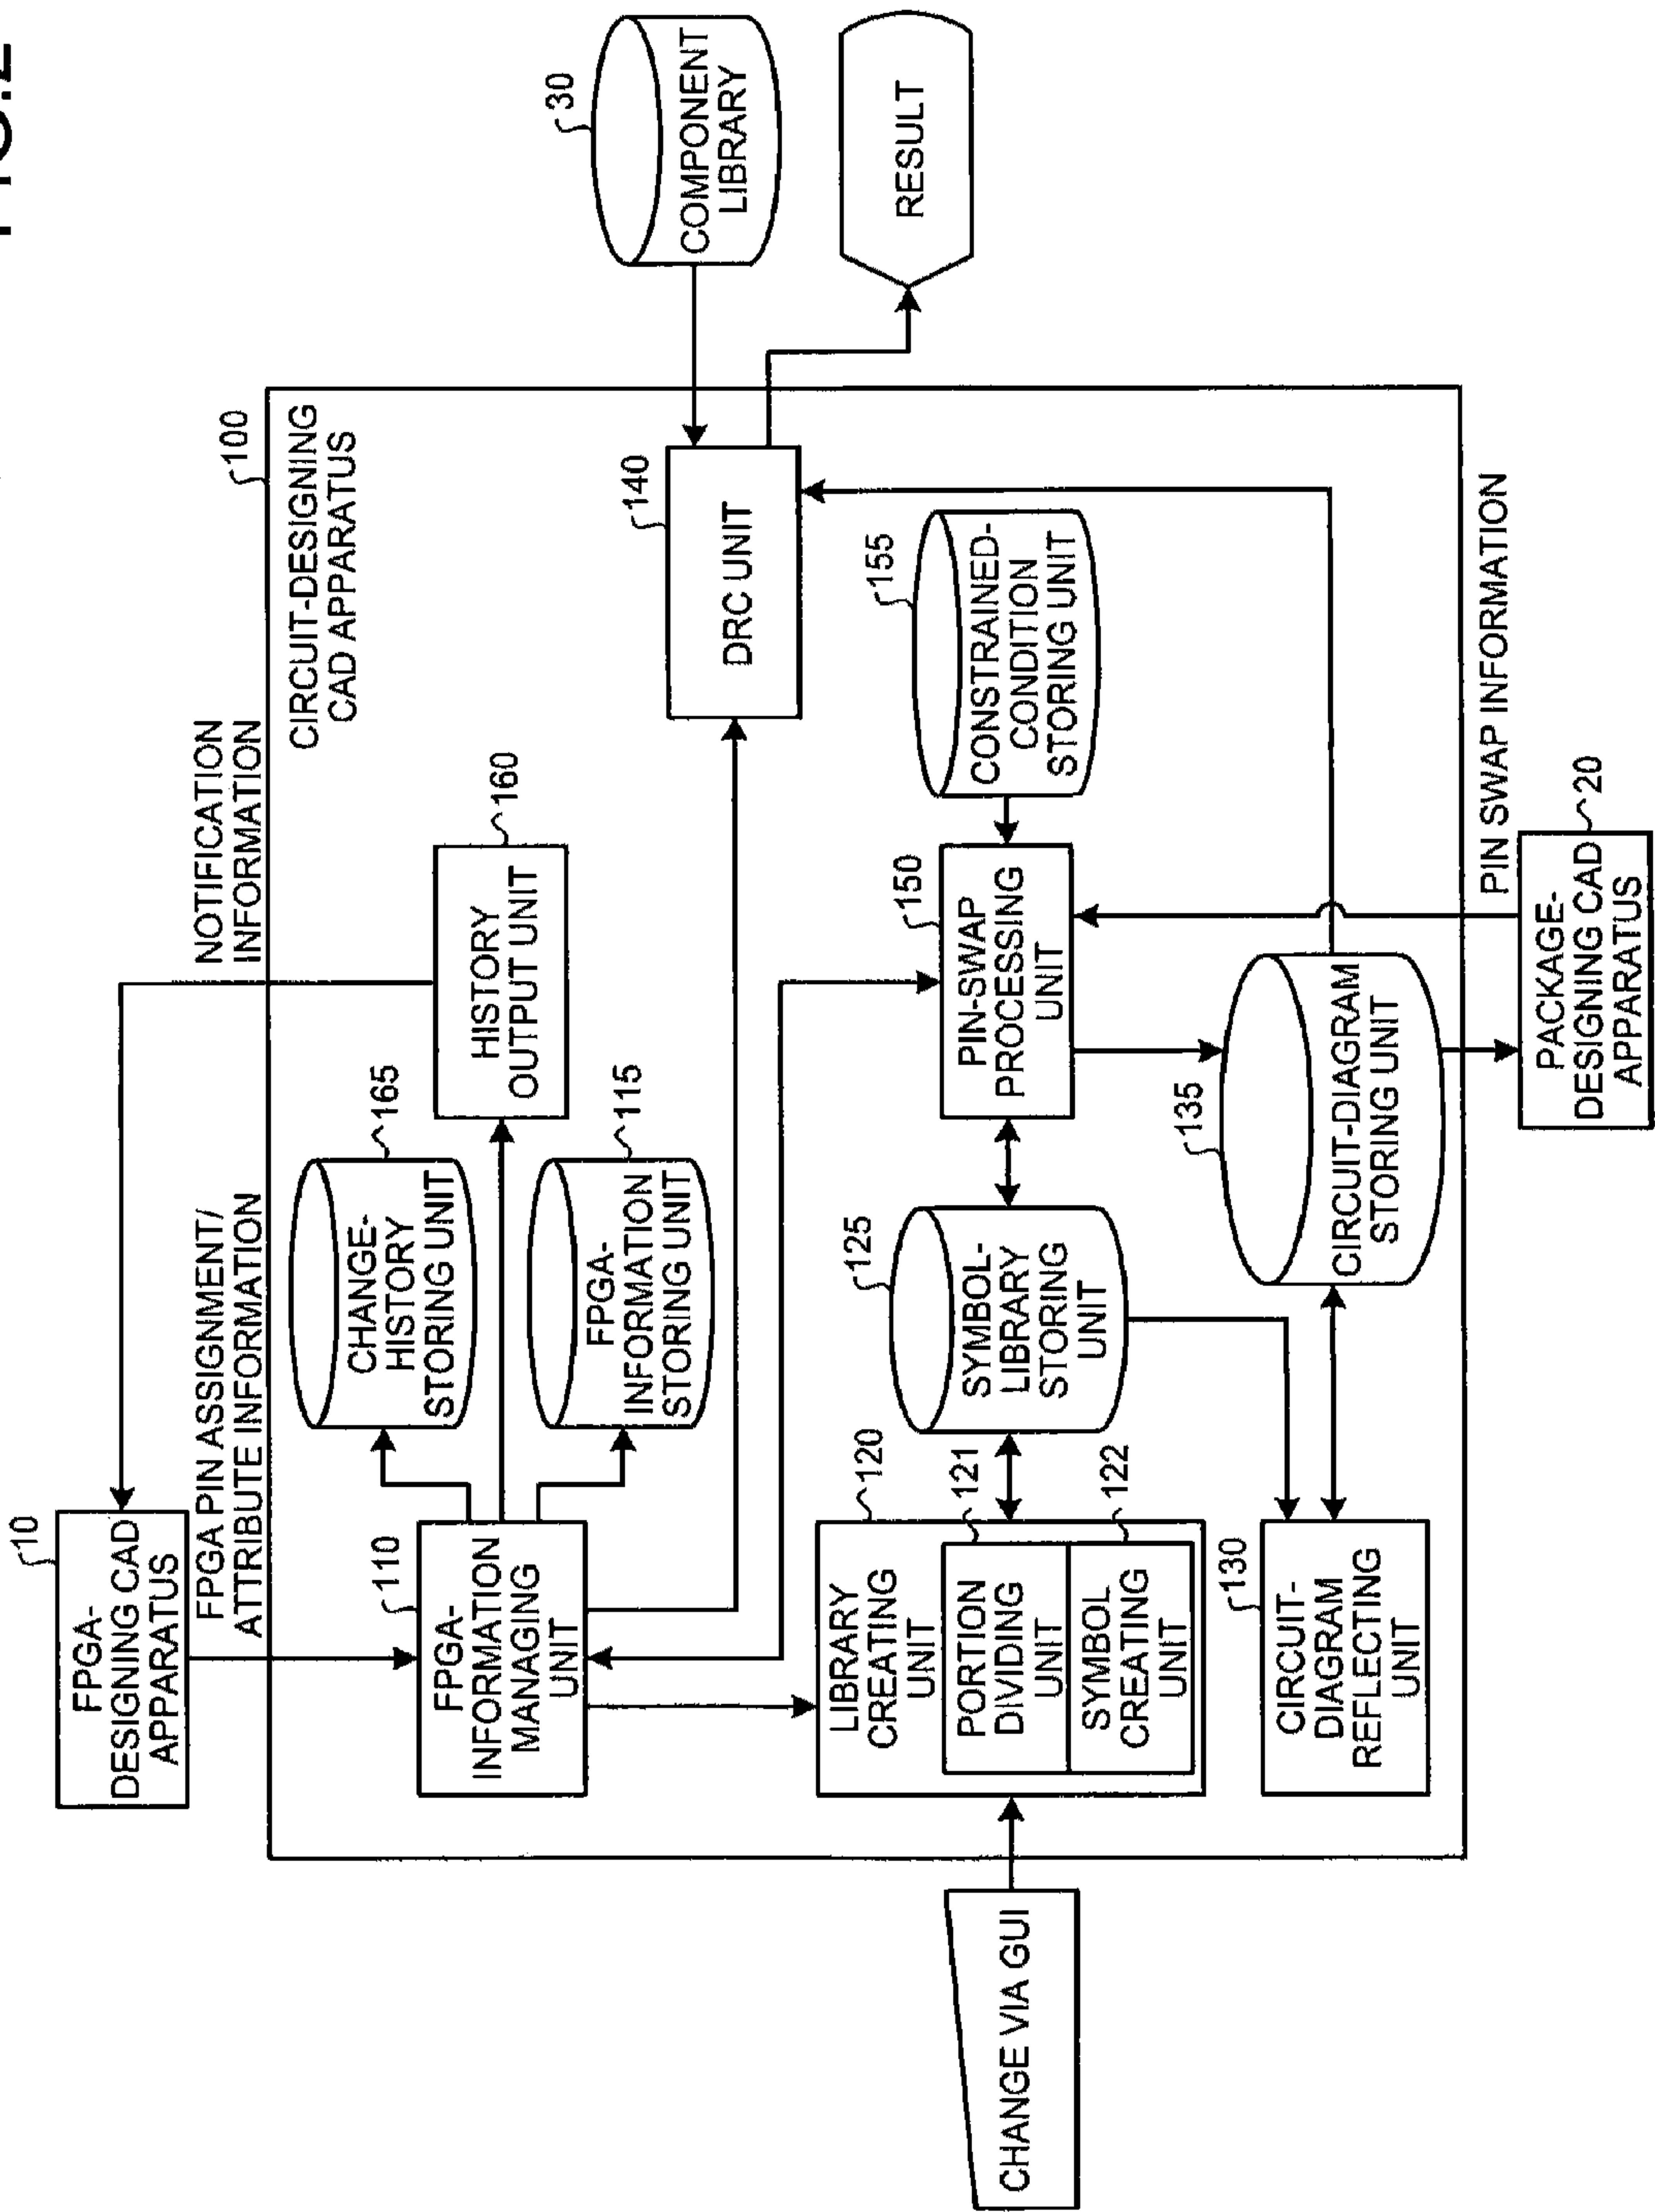 FIG.2
10
FPGA-
DESIGNING CAD
APPARATUS
FPGA PIN ASSIGNMENT/
ATTRIBUTE INFORMATION
NOTIFICATION
INFORMATION
100
CIRCUIT-DESIGNING
CAD APPARATUS
110
FPGA-
INFORMATION
MANAGING
UNIT
CHANGE-
HISTORY
STORING UNIT
165
FPGA-
INFORMATION
STORING UNIT
115
HISTORY
OUTPUT UNIT
160
140
DRC UNIT
30
COMPONENT
LIBRARY
RESULT
CHANGE VIA GUI
LIBRARY
CREATING
UNIT
120
PORTION
DIVIDING
UNIT
121
SYMBOL
CREATING
UNIT
122
125
SYMBOL-
LIBRARY
STORING
UNIT
150
PIN-SWAP
PROCESSING
UNIT
155
CONSTRAINED-
CONDITION
STORING UNIT
130
CIRCUIT-
DIAGRAM
REFLECTING
UNIT
135
CIRCUIT-DIAGRAM
STORING UNIT
PIN SWAP INFORMATION
PACKAGE-
DESIGNING CAD
APPARATUS
20